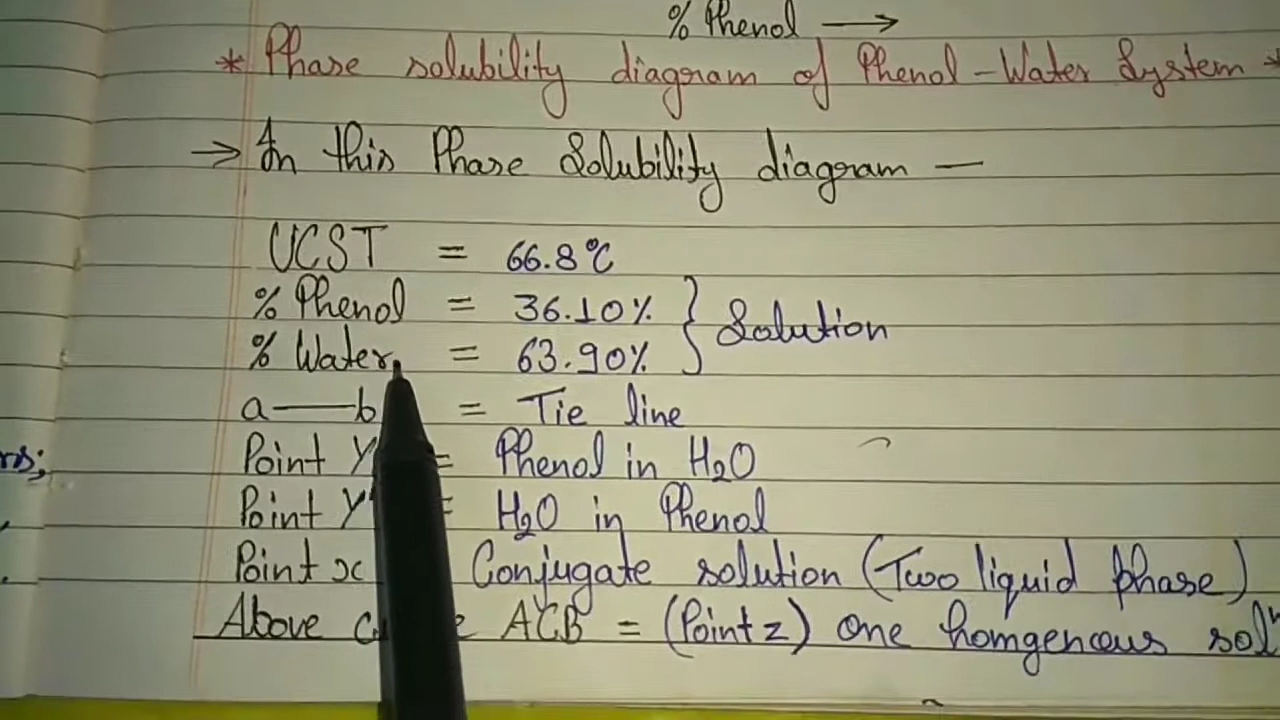 % Phenol →
* Phase solubility diagram of Phenol-Water System *
→ In this Phase Solubility diagram —
UCST = 66.8°C
% Phenol = 36.10% } Solution
% Water = 63.90%
a—b = Tie line
Point Y = Phenol in H₂O
Point Y = H₂O in Phenol
Point x Conjugate solution (Two liquid phase)
Above ACB = (Point z) one homgenous solⁿ